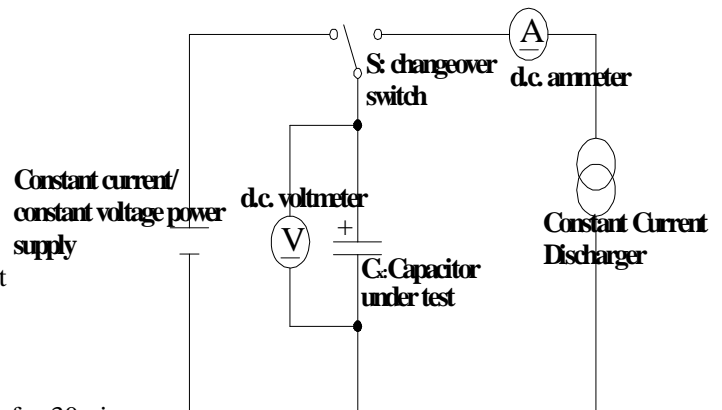 A
S: changeover
switch
d.c. ammeter
Constant current/
constant voltage power
supply
d.c. voltmeter
+
V
Cx:Capacitor
under test
Constant Current
Discharger
t